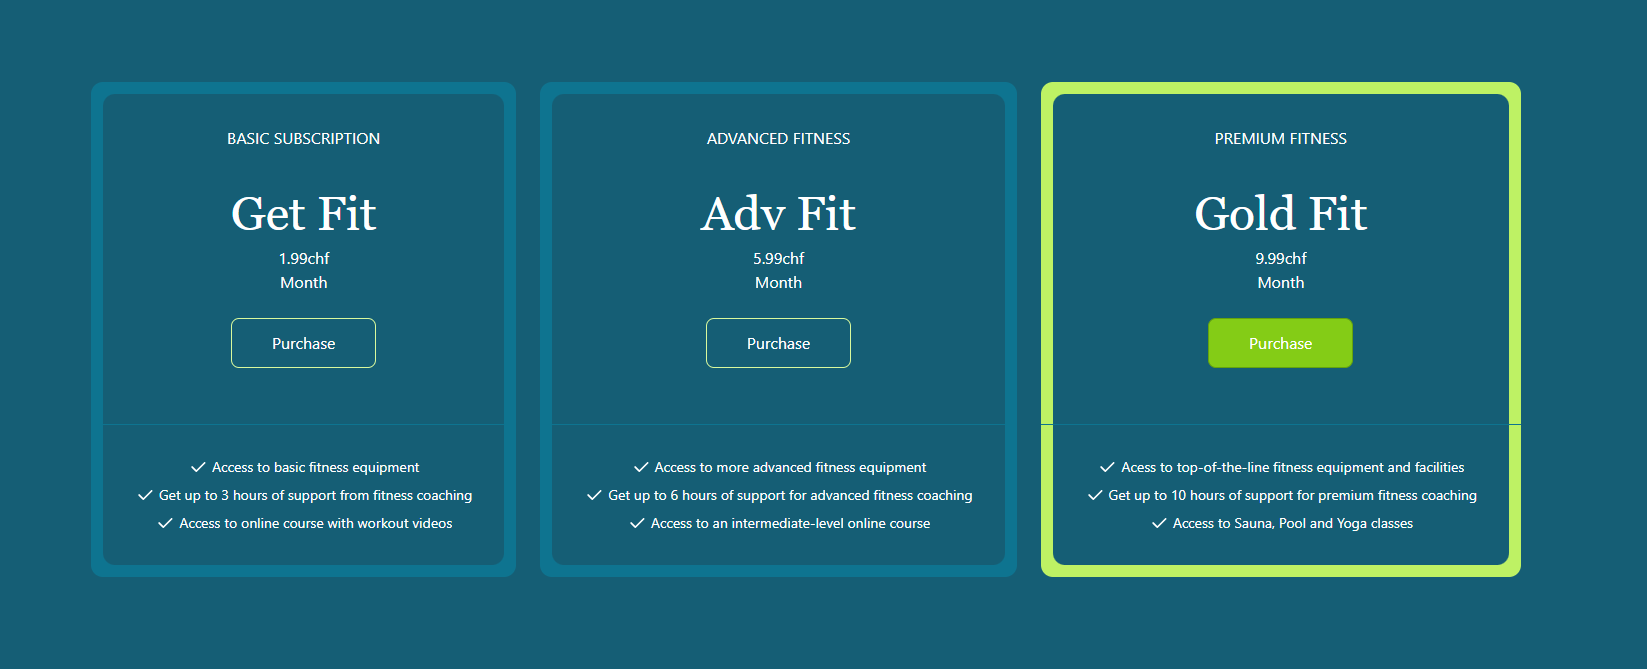 BASIC SUBSCRIPTION
Get Fit
1.99chf
Month
Purchase
Access to basic fitness equipment
Get up to 3 hours of support from fitness coaching
Access to online course with workout videos
ADVANCED FITNESS
Adv Fit
5.99chf
Month
Purchase
Access to more advanced fitness equipment
Get up to 6 hours of support for advanced fitness coaching
Access to an intermediate-level online course
PREMIUM FITNESS
Gold Fit
9.99chf
Month
Purchase
Acess to top-of-the-line fitness equipment and facilities
Get up to 10 hours of support for premium fitness coaching
Access to Sauna, Pool and Yoga classes